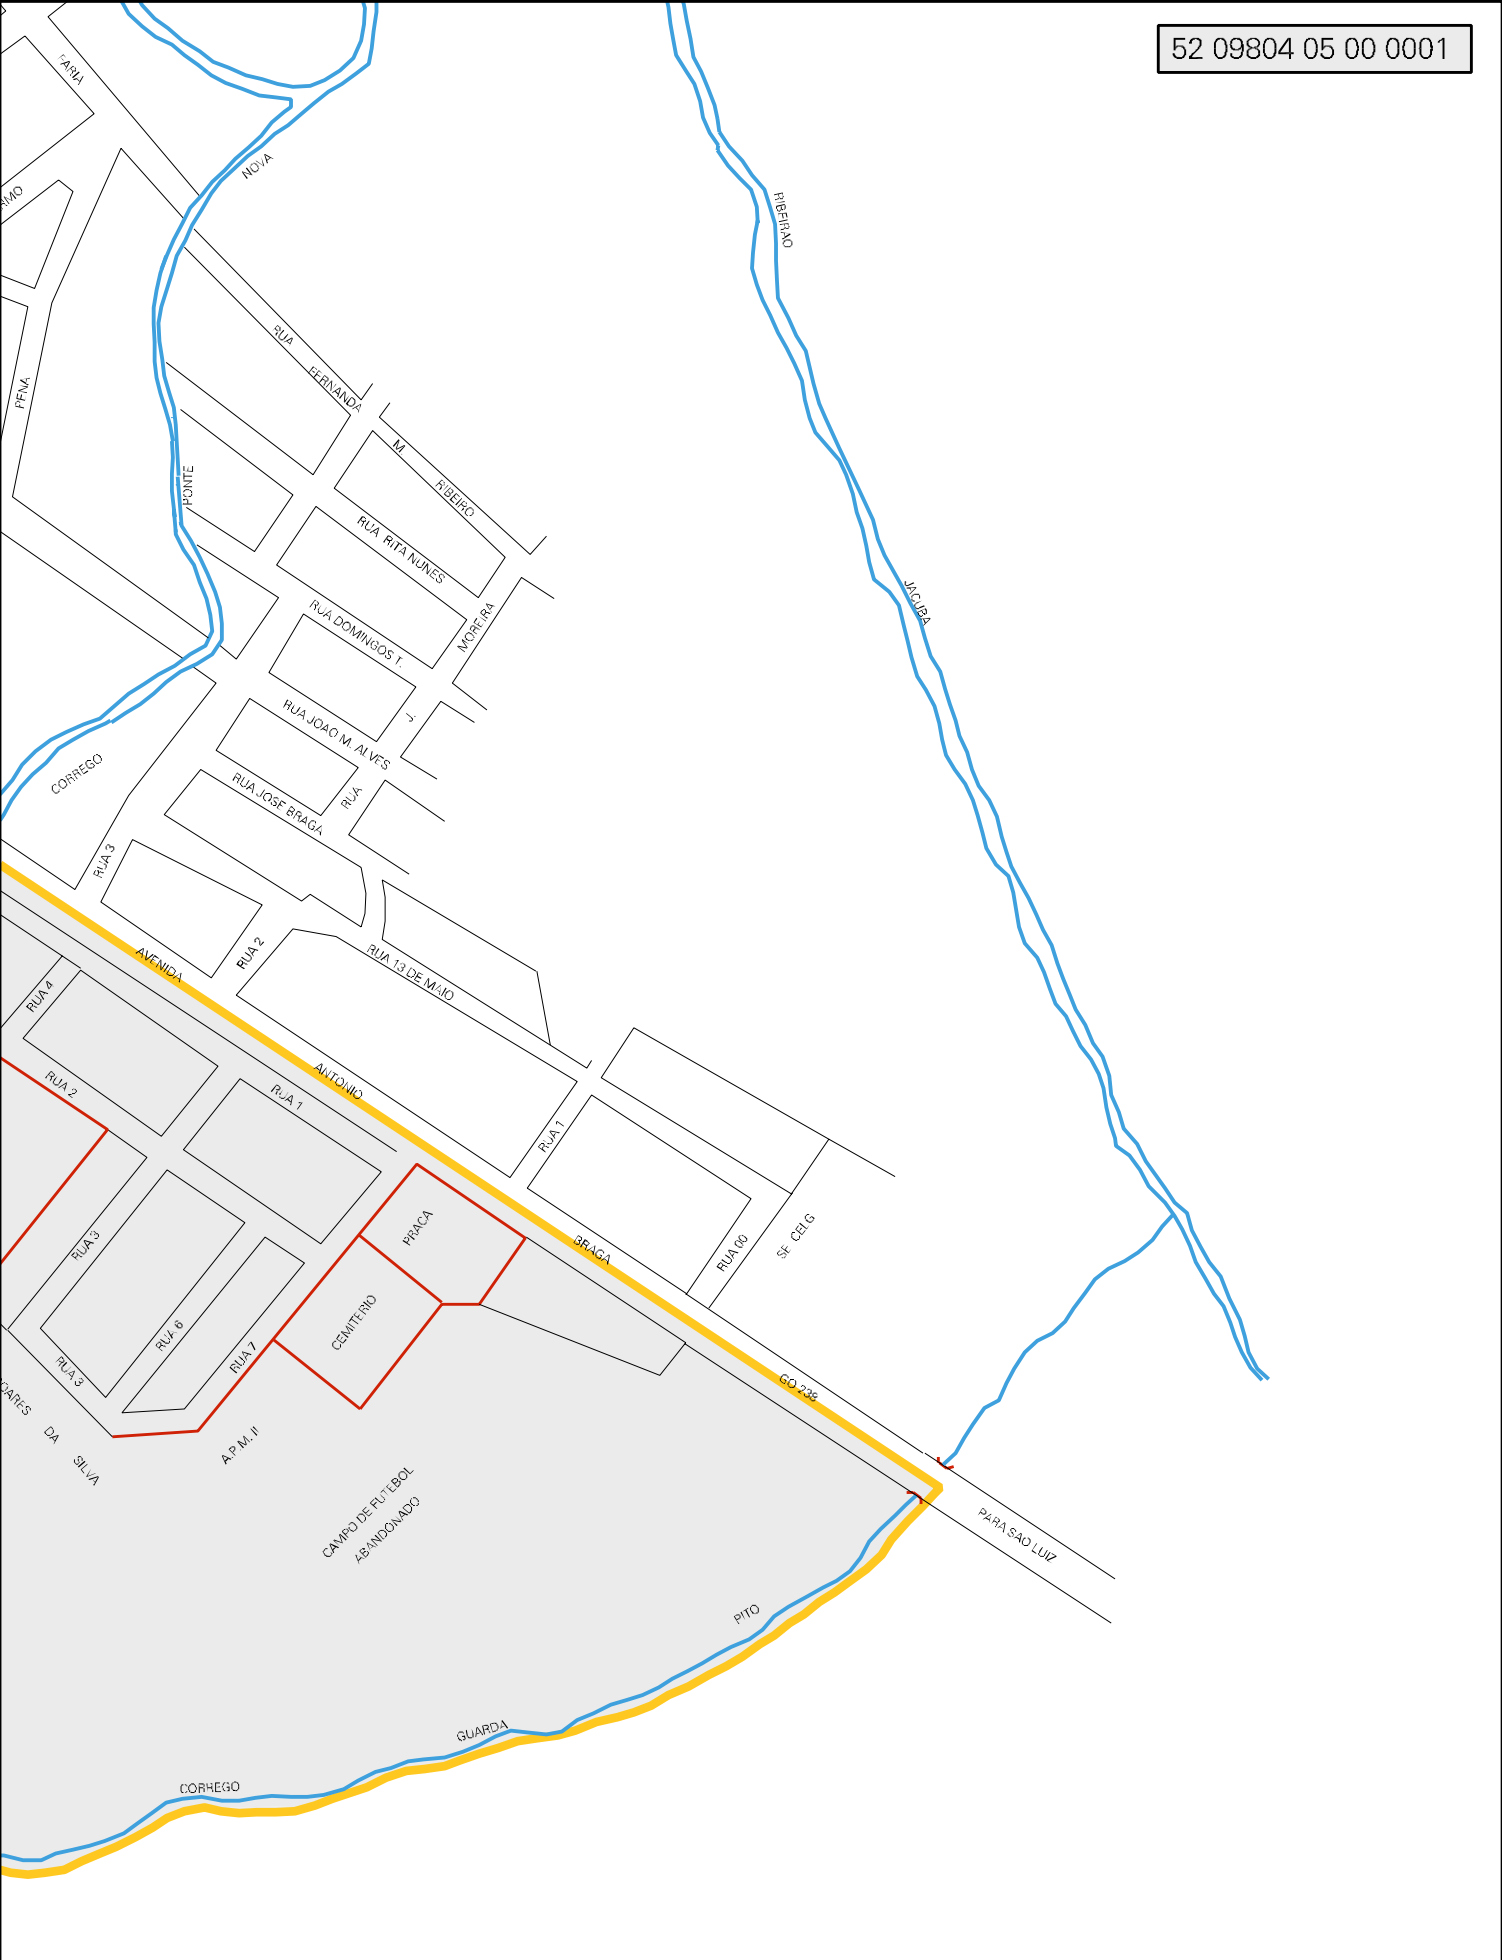 52 09804 05 00 0001
FARIA
NOVA
RIBEIRAO
RUA
FERNANDA
PENA
M.
RIBEIRO
PONTE
RUA RITA NUNES
JACUBA
RUA DOMINGOS T.
MOREIRA
RUA JOAO M. ALVES
J.
CORREGO
RUA JOSE BRAGA
RUA
RUA 3
AVENIDA
RUA 2
RUA 13 DE MAIO
RUA 4
RUA 2
RUA 1
ANTONIO
RUA 1
PRACA
BRAGA
RUA 00
SE CELG
RUA 3
CEMITERIO
RUA 6
RUA 7
RUA 3
GO 238
DA
SILVA
A.P.M. II
CAMPO DE FUTEBOL
ABANDONADO
PARA SAO LUIZ
PITO
GUARDA
CORREGO